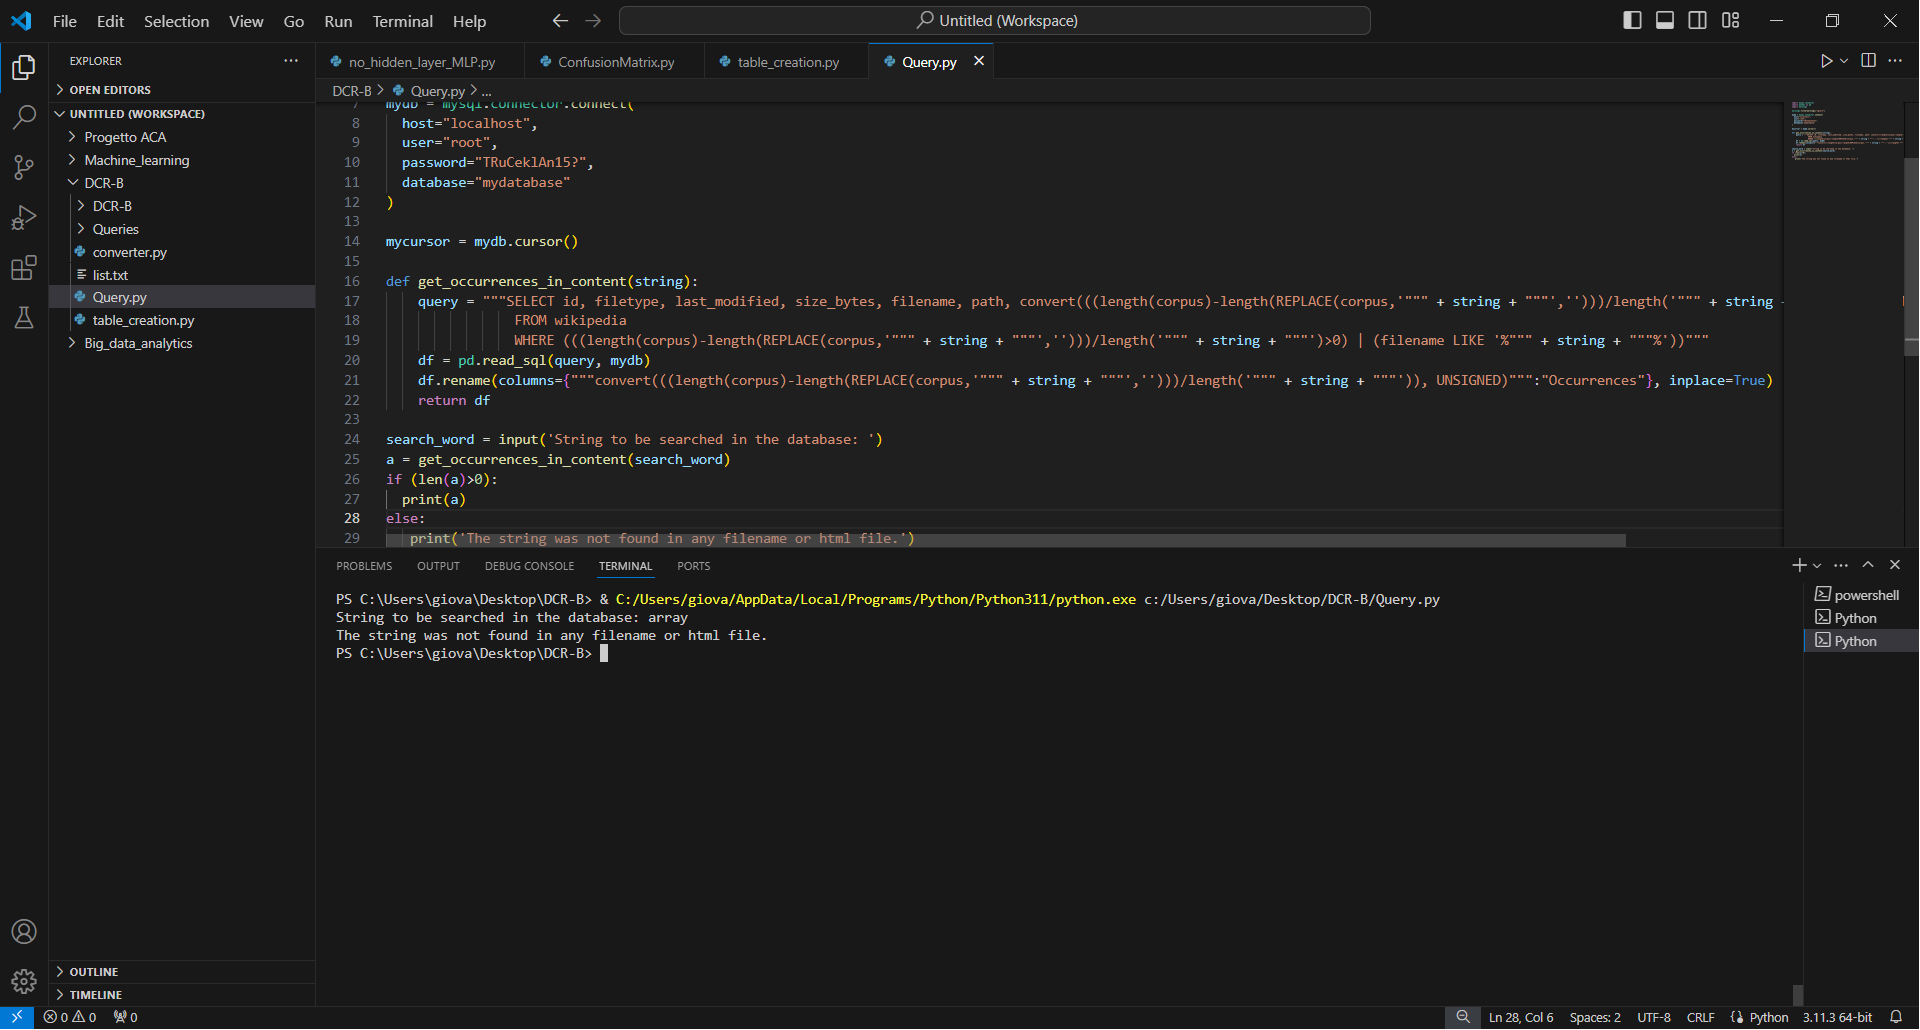 File Edit Selection View Go Run Terminal Help
Untitled (Workspace)
EXPLORER
OPEN EDITORS
UNTITLED (WORKSPACE)
Progetto ACA
Machine_learning
DCR-B
DCR-B
Queries
converter.py
list.txt
Query.py
table_creation.py
Big_data_analytics
OUTLINE
TIMELINE
no_hidden_layer_MLP.py ConfusionMatrix.py table_creation.py Query.py
DCR-B > Query.py > ...
7 mydb = mysql.connector.connect(
8 host="localhost",
9 user="root",
10 password="TRuCeklAn15?",
11 database="mydatabase"
12 )
13
14 mycursor = mydb.cursor()
15
16 def get_occurrences_in_content(string):
17 query = """SELECT id, filetype, last_modified, size_bytes, filename, path, convert(((length(corpus)-length(REPLACE(corpus,'""" + string + """','')))/length('""" + string
18 FROM wikipedia
19 WHERE (((length(corpus)-length(REPLACE(corpus,'""" + string + """','')))/length('""" + string + """')>0) | (filename LIKE '%""" + string + """%'))"""
20 df = pd.read_sql(query, mydb)
21 df.rename(columns={"""convert(((length(corpus)-length(REPLACE(corpus,'""" + string + """','')))/length('""" + string + """')), UNSIGNED)""":"Occurrences"}, inplace=True)
22 return df
23
24 search_word = input('String to be searched in the database: ')
25 a = get_occurrences_in_content(search_word)
26 if (len(a)>0):
27 print(a)
28 else:
29 print('The string was not found in any filename or html file.')
PROBLEMS OUTPUT DEBUG CONSOLE TERMINAL PORTS
PS C:\Users\giova\Desktop\DCR-B> & C:/Users/giova/AppData/Local/Programs/Python/Python311/python.exe c:/Users/giova/Desktop/DCR-B/Query.py
String to be searched in the database: array
The string was not found in any filename or html file.
PS C:\Users\giova\Desktop\DCR-B>
powershell
Python
Python
0 0 0 Ln 28, Col 6 Spaces: 2 UTF-8 CRLF Python 3.11.3 64-bit